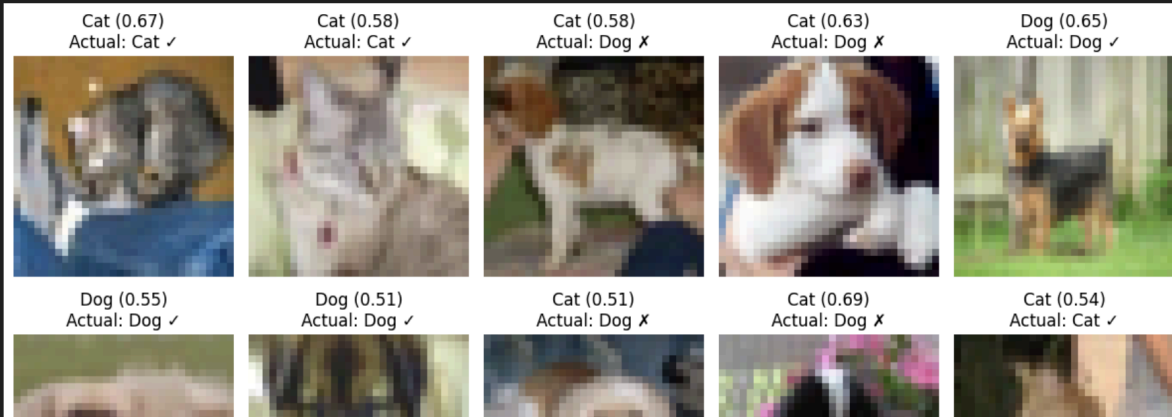 Cat (0.67)
Actual: Cat ✓
Cat (0.58)
Actual: Cat ✓
Cat (0.58)
Actual: Dog ✗
Cat (0.63)
Actual: Dog ✗
Dog (0.65)
Actual: Dog ✓
Dog (0.55)
Actual: Dog ✓
Dog (0.51)
Actual: Dog ✓
Cat (0.51)
Actual: Dog ✗
Cat (0.69)
Actual: Dog ✗
Cat (0.54)
Actual: Cat ✓